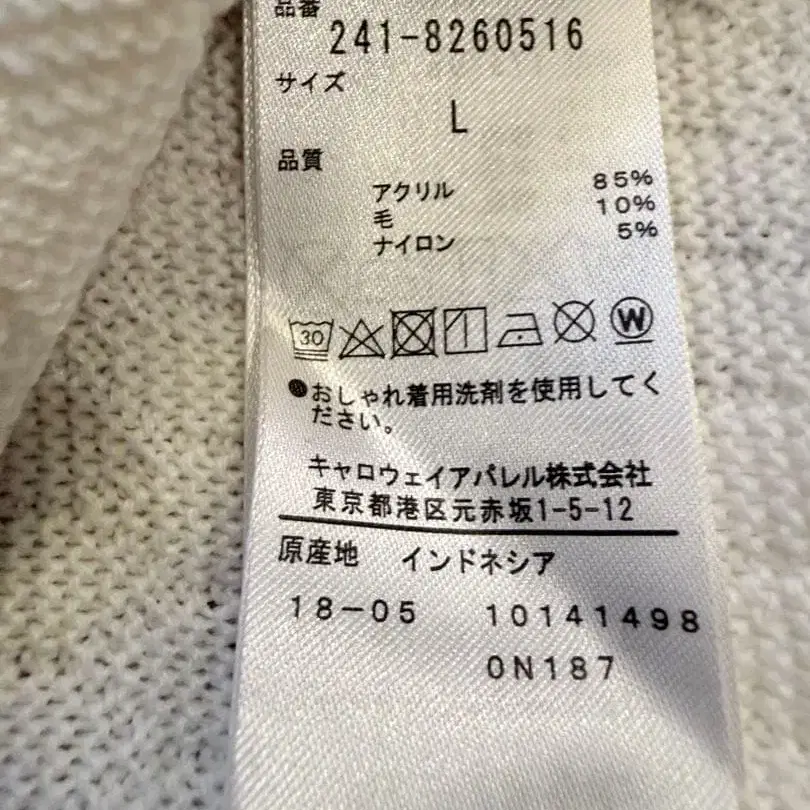 品番
241-8260516
サイズ
L
品質
アクリル 85%
毛 10%
ナイロン 5%
30 W
●おしゃれ着用洗剤を使用してく
ださい。
キャロウェイアパレル株式会社
東京都港区元赤坂1-5-12
原産地 インドネシア
18-05 10141498
0N187